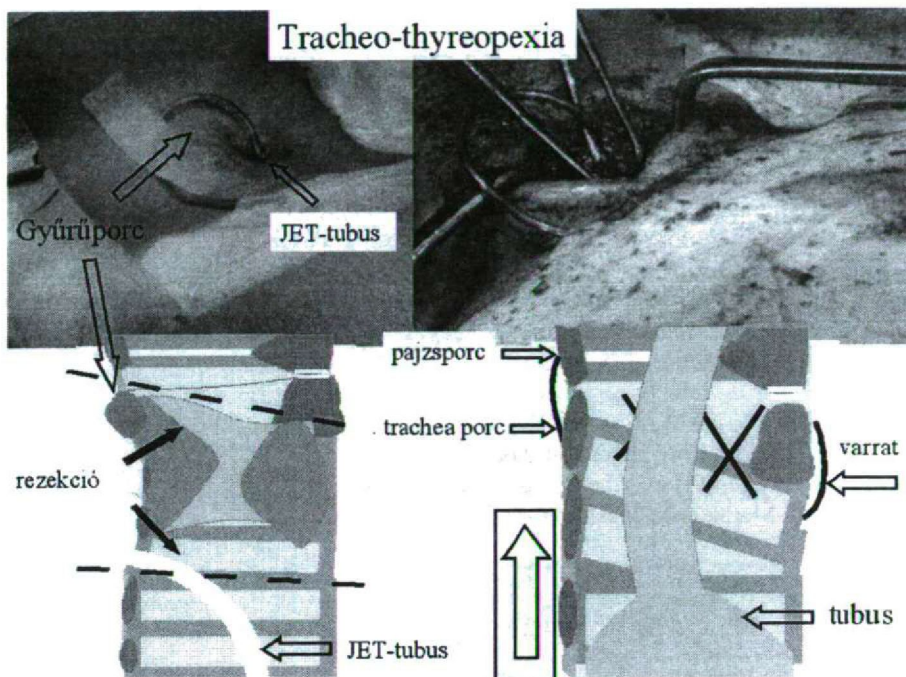 Tracheo-thyreopexia
Gyűrűporc
JET-tubus
pajzsporc
trachea porc
varrat
rezekció
tubus
JET-tubus